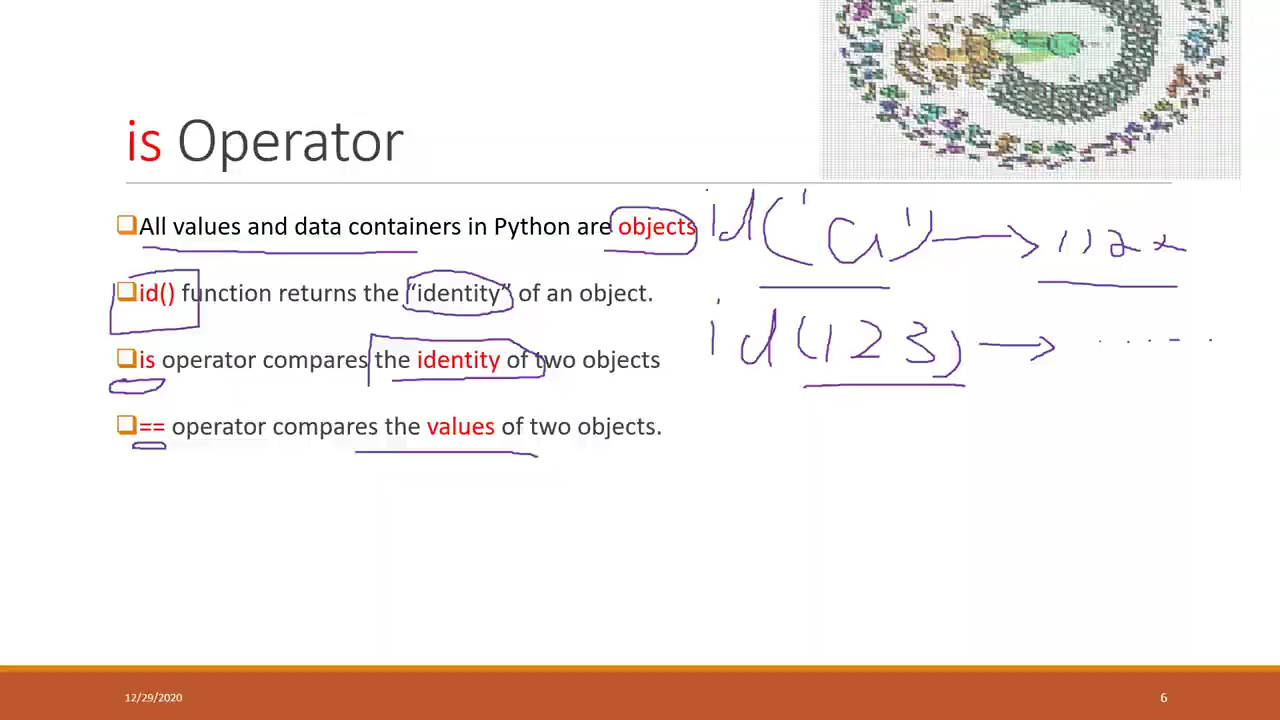 is Operator
All values and data containers in Python are objects
id('a') → 112
id() function returns the "identity" of an object.
id(123) → ......
is operator compares the identity of two objects
== operator compares the values of two objects.
12/29/2020
6